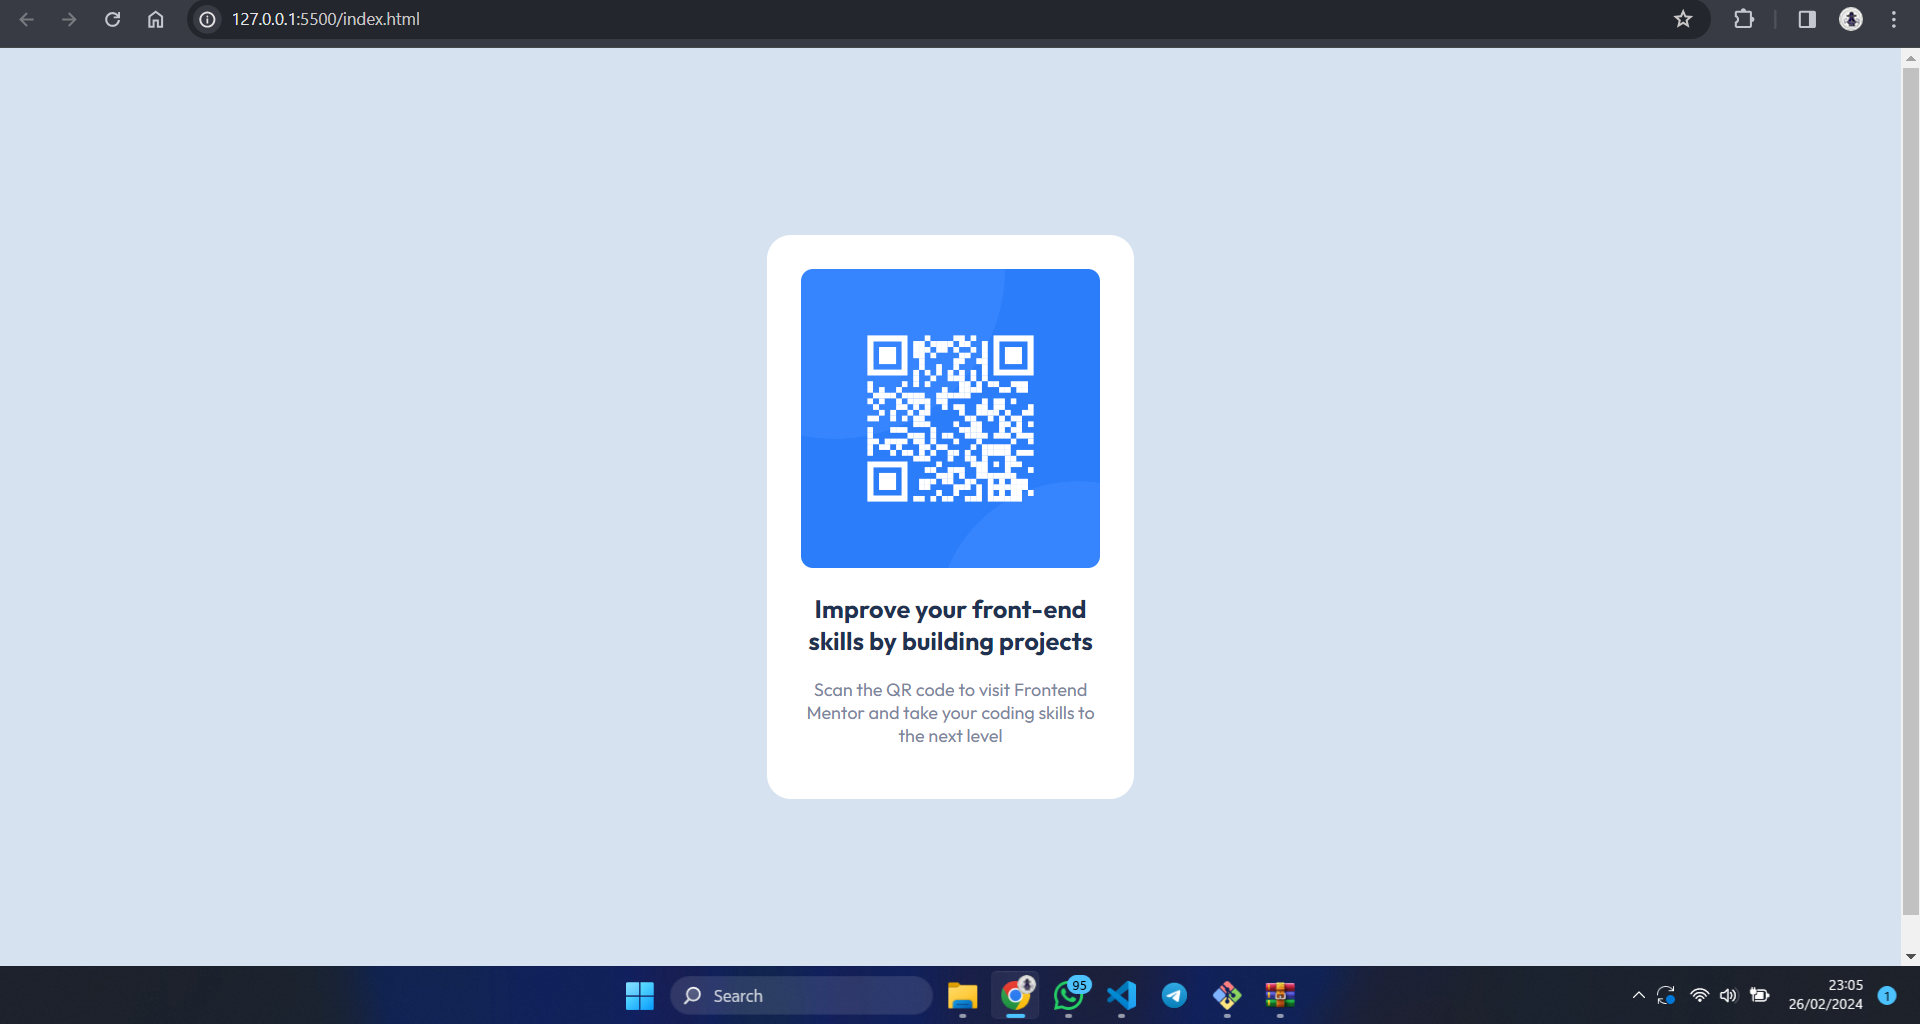 127.0.0.1:5500/index.html
Improve your front-end
skills by building projects
Scan the QR code to visit Frontend
Mentor and take your coding skills to
the next level
Search
95
23:05
26/02/2024
1